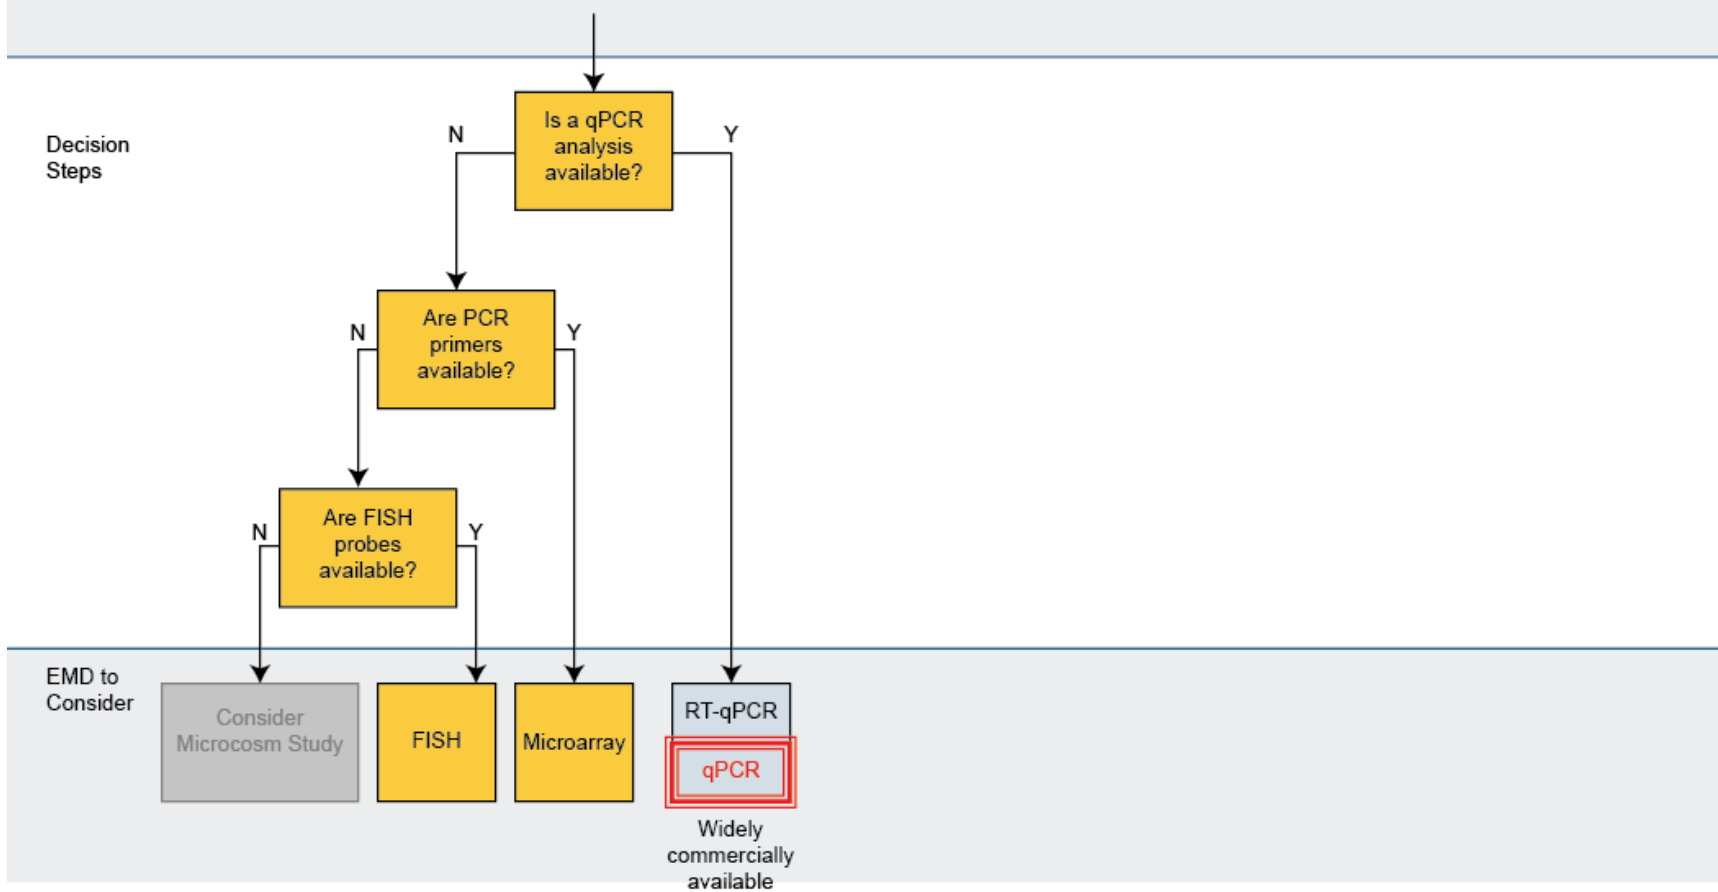 Decision
Steps
Is a qPCR
analysis
available?
N
Y
Are PCR
primers
available?
N
Y
Are FISH
probes
available?
N
Y
EMD to
Consider
Consider
Microcosm Study
FISH
Microarray
RT-qPCR
qPCR
Widely
commercially
available